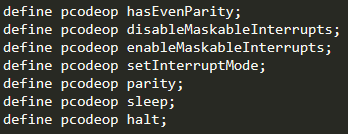 define pcodeop hasEvenParity;
define pcodeop disableMaskableInterrupts;
define pcodeop enableMaskableInterrupts;
define pcodeop setInterruptMode;
define pcodeop parity;
define pcodeop sleep;
define pcodeop halt;